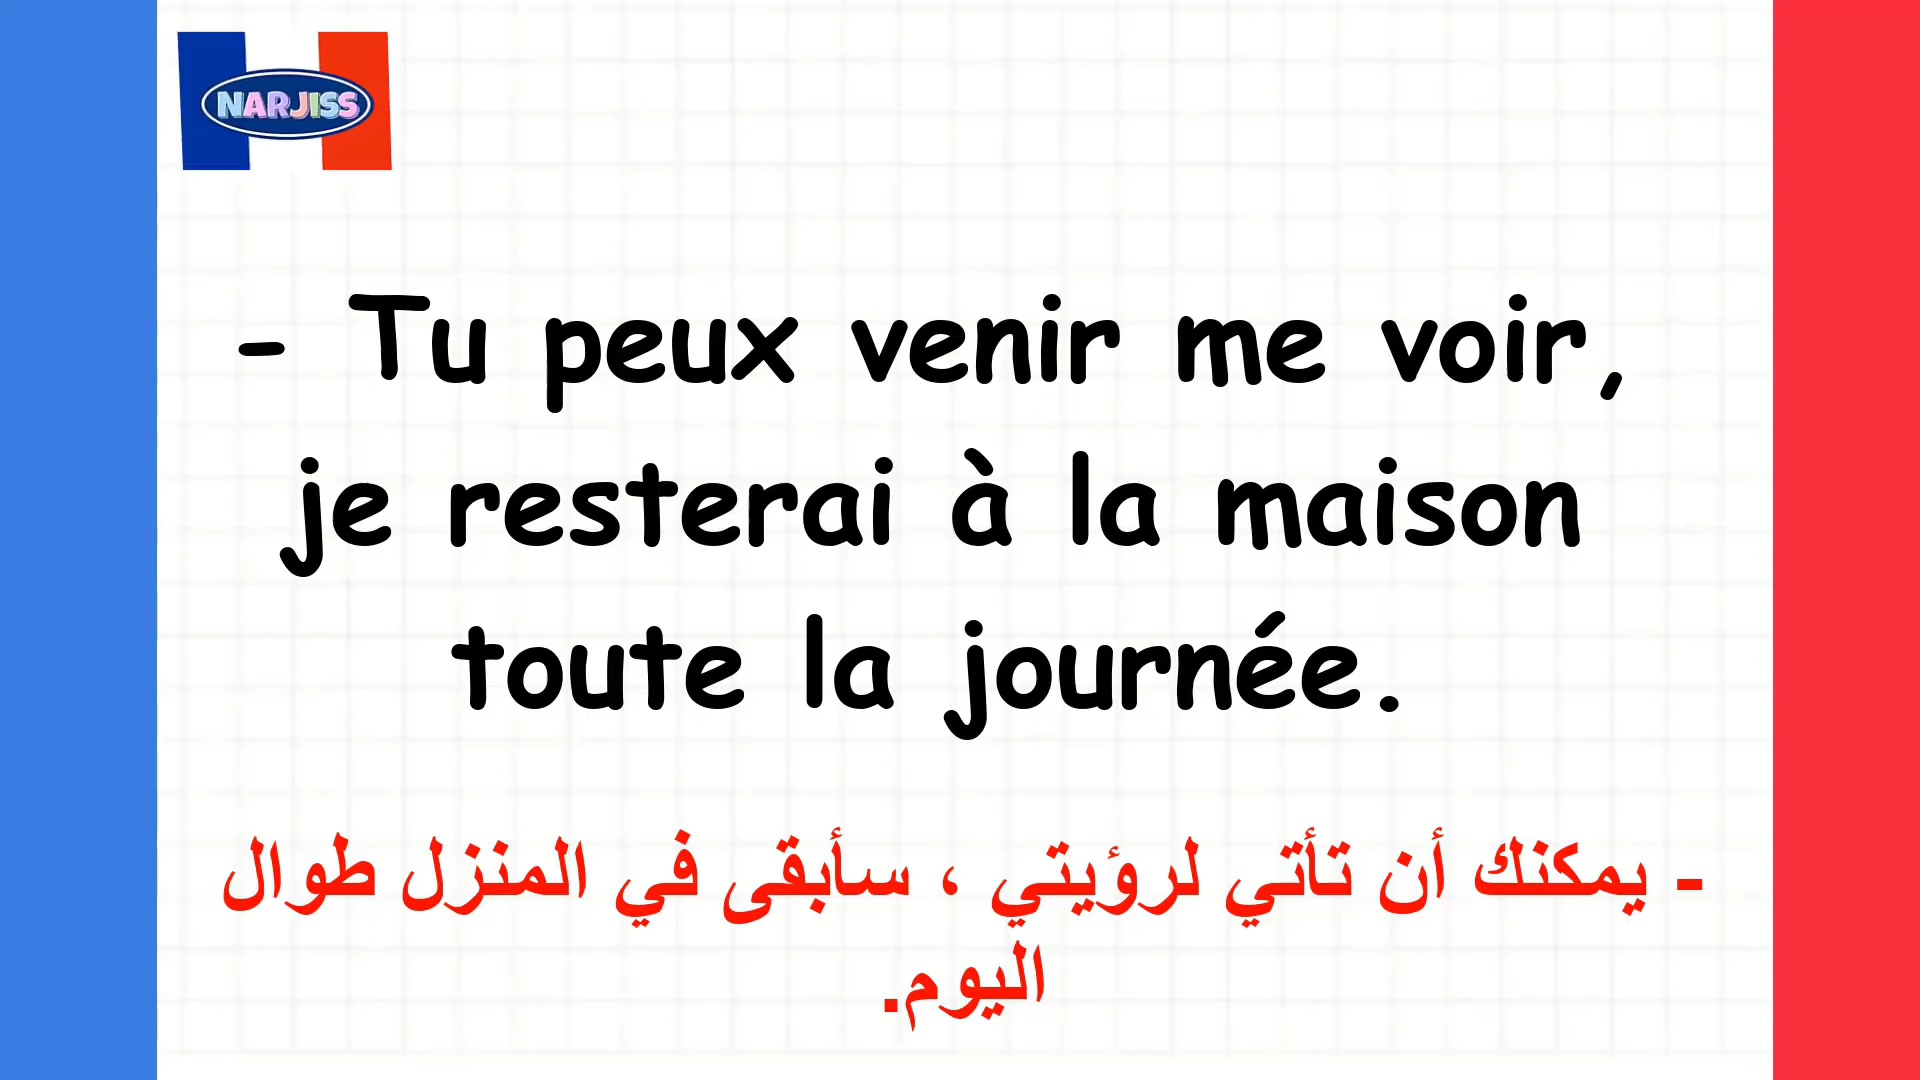 NARJISS
- Tu peux venir me voir,
je resterai à la maison
toute la journée.
- يمكنك أن تأتي لرؤيتي ، سأبقى في المنزل طوال
اليوم.